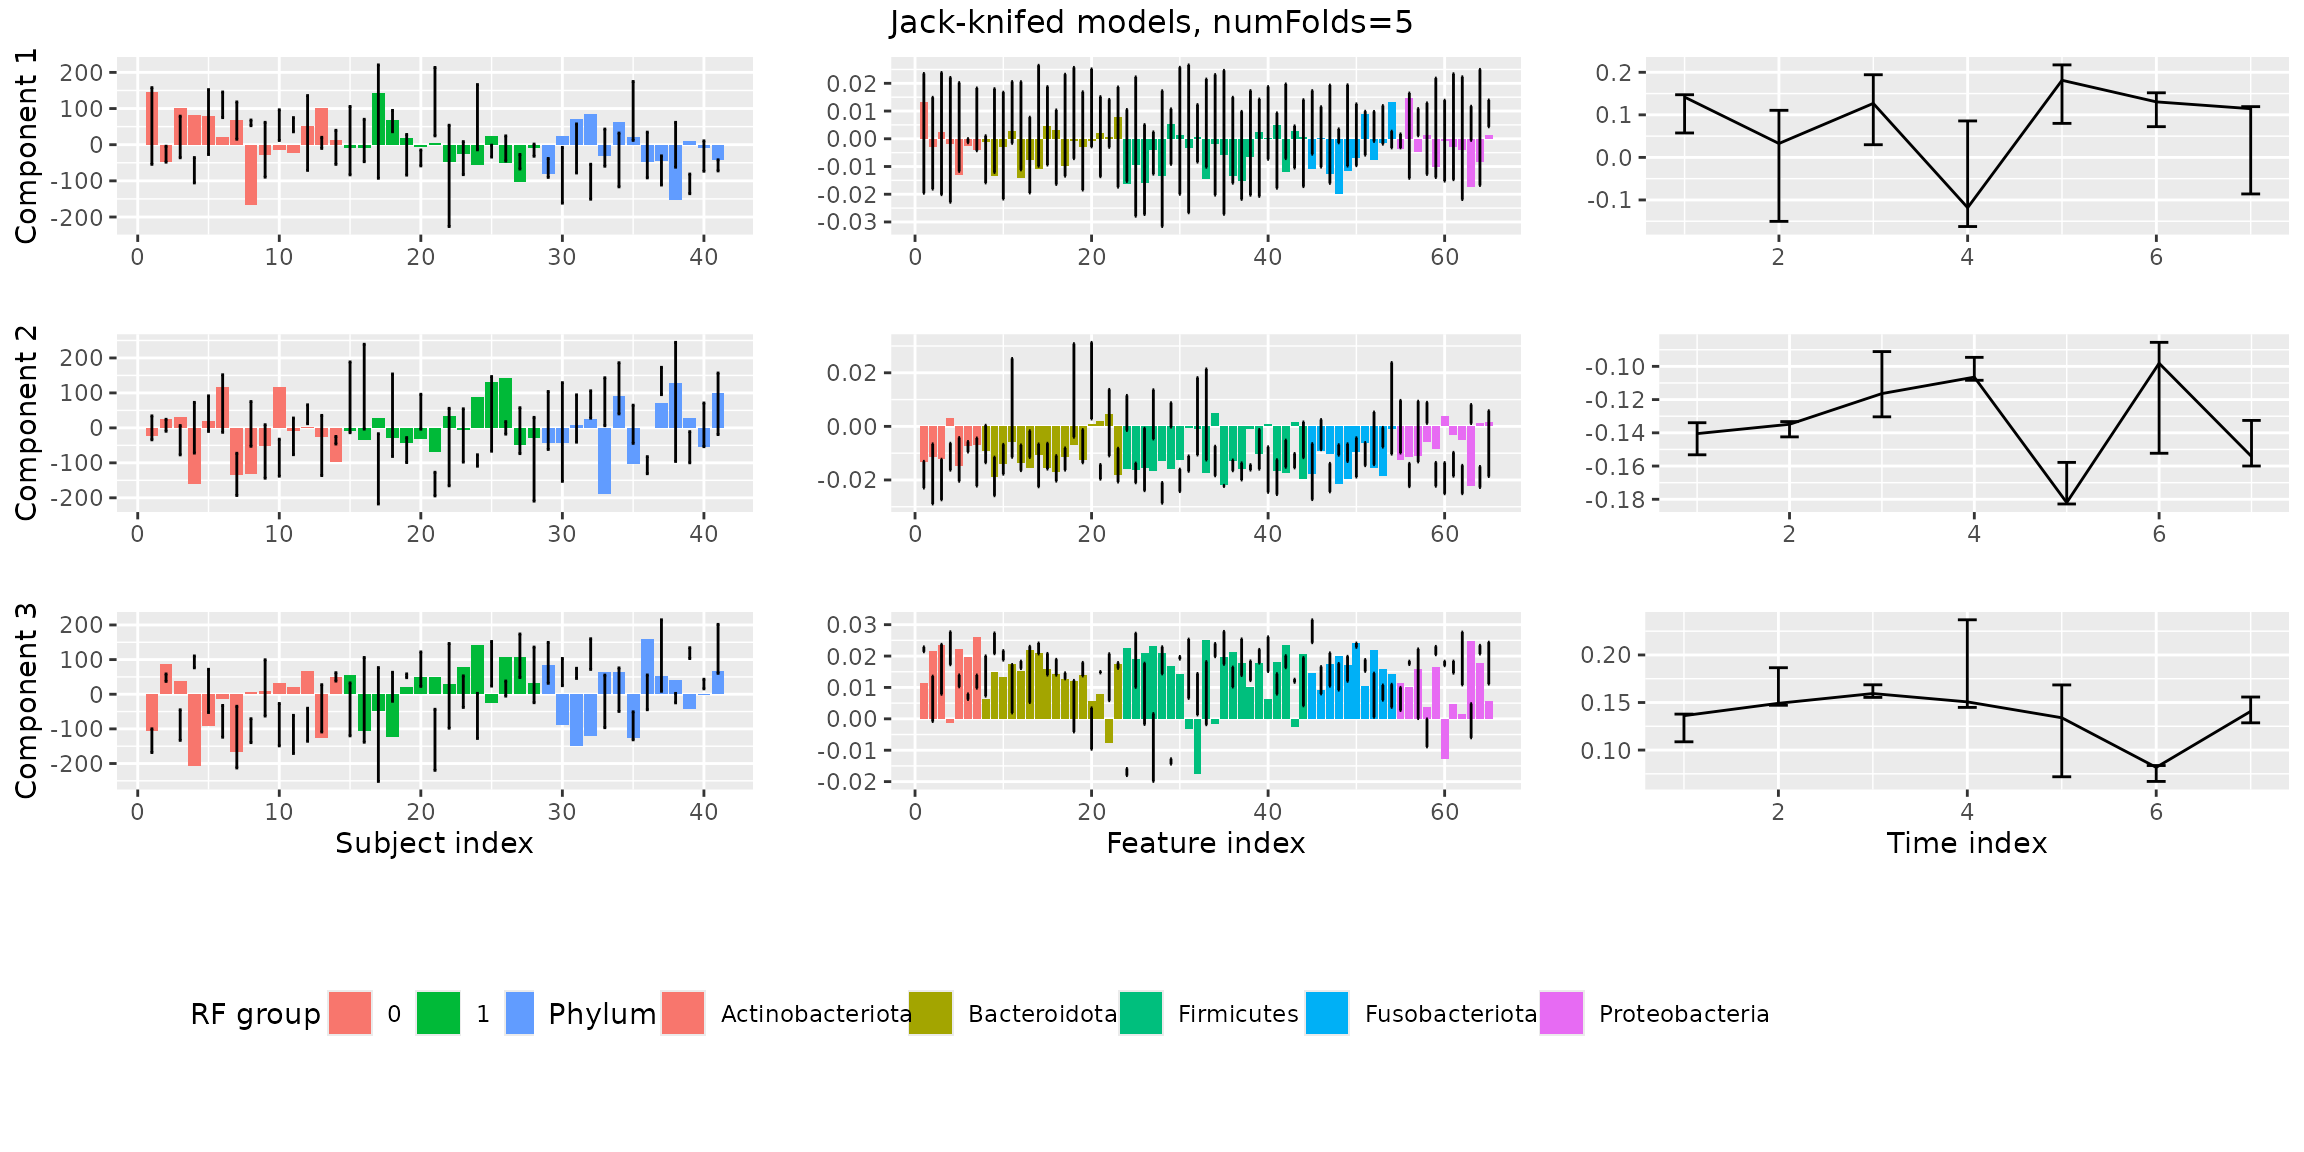 Jack-knifed models, numFolds=5
Component 1
200
100
0
-100
-200
0 10 20 30 40
0.02
0.01
0.00
-0.01
-0.02
-0.03
0 20 40 60
0.2
0.1
0.0
-0.1
2 4 6
Component 2
200
100
0
-100
-200
0 10 20 30 40
0.02
0.00
-0.02
0 20 40 60
-0.10
-0.12
-0.14
-0.16
-0.18
2 4 6
Component 3
200
100
0
-100
-200
0 10 20 30 40
Subject index
0.03
0.02
0.01
0.00
-0.01
-0.02
0 20 40 60
Feature index
0.20
0.15
0.10
2 4 6
Time index
RF group 0 1 Phylum Actinobacteriota Bacteroidota Firmicutes Fusobacteriota Proteobacteria